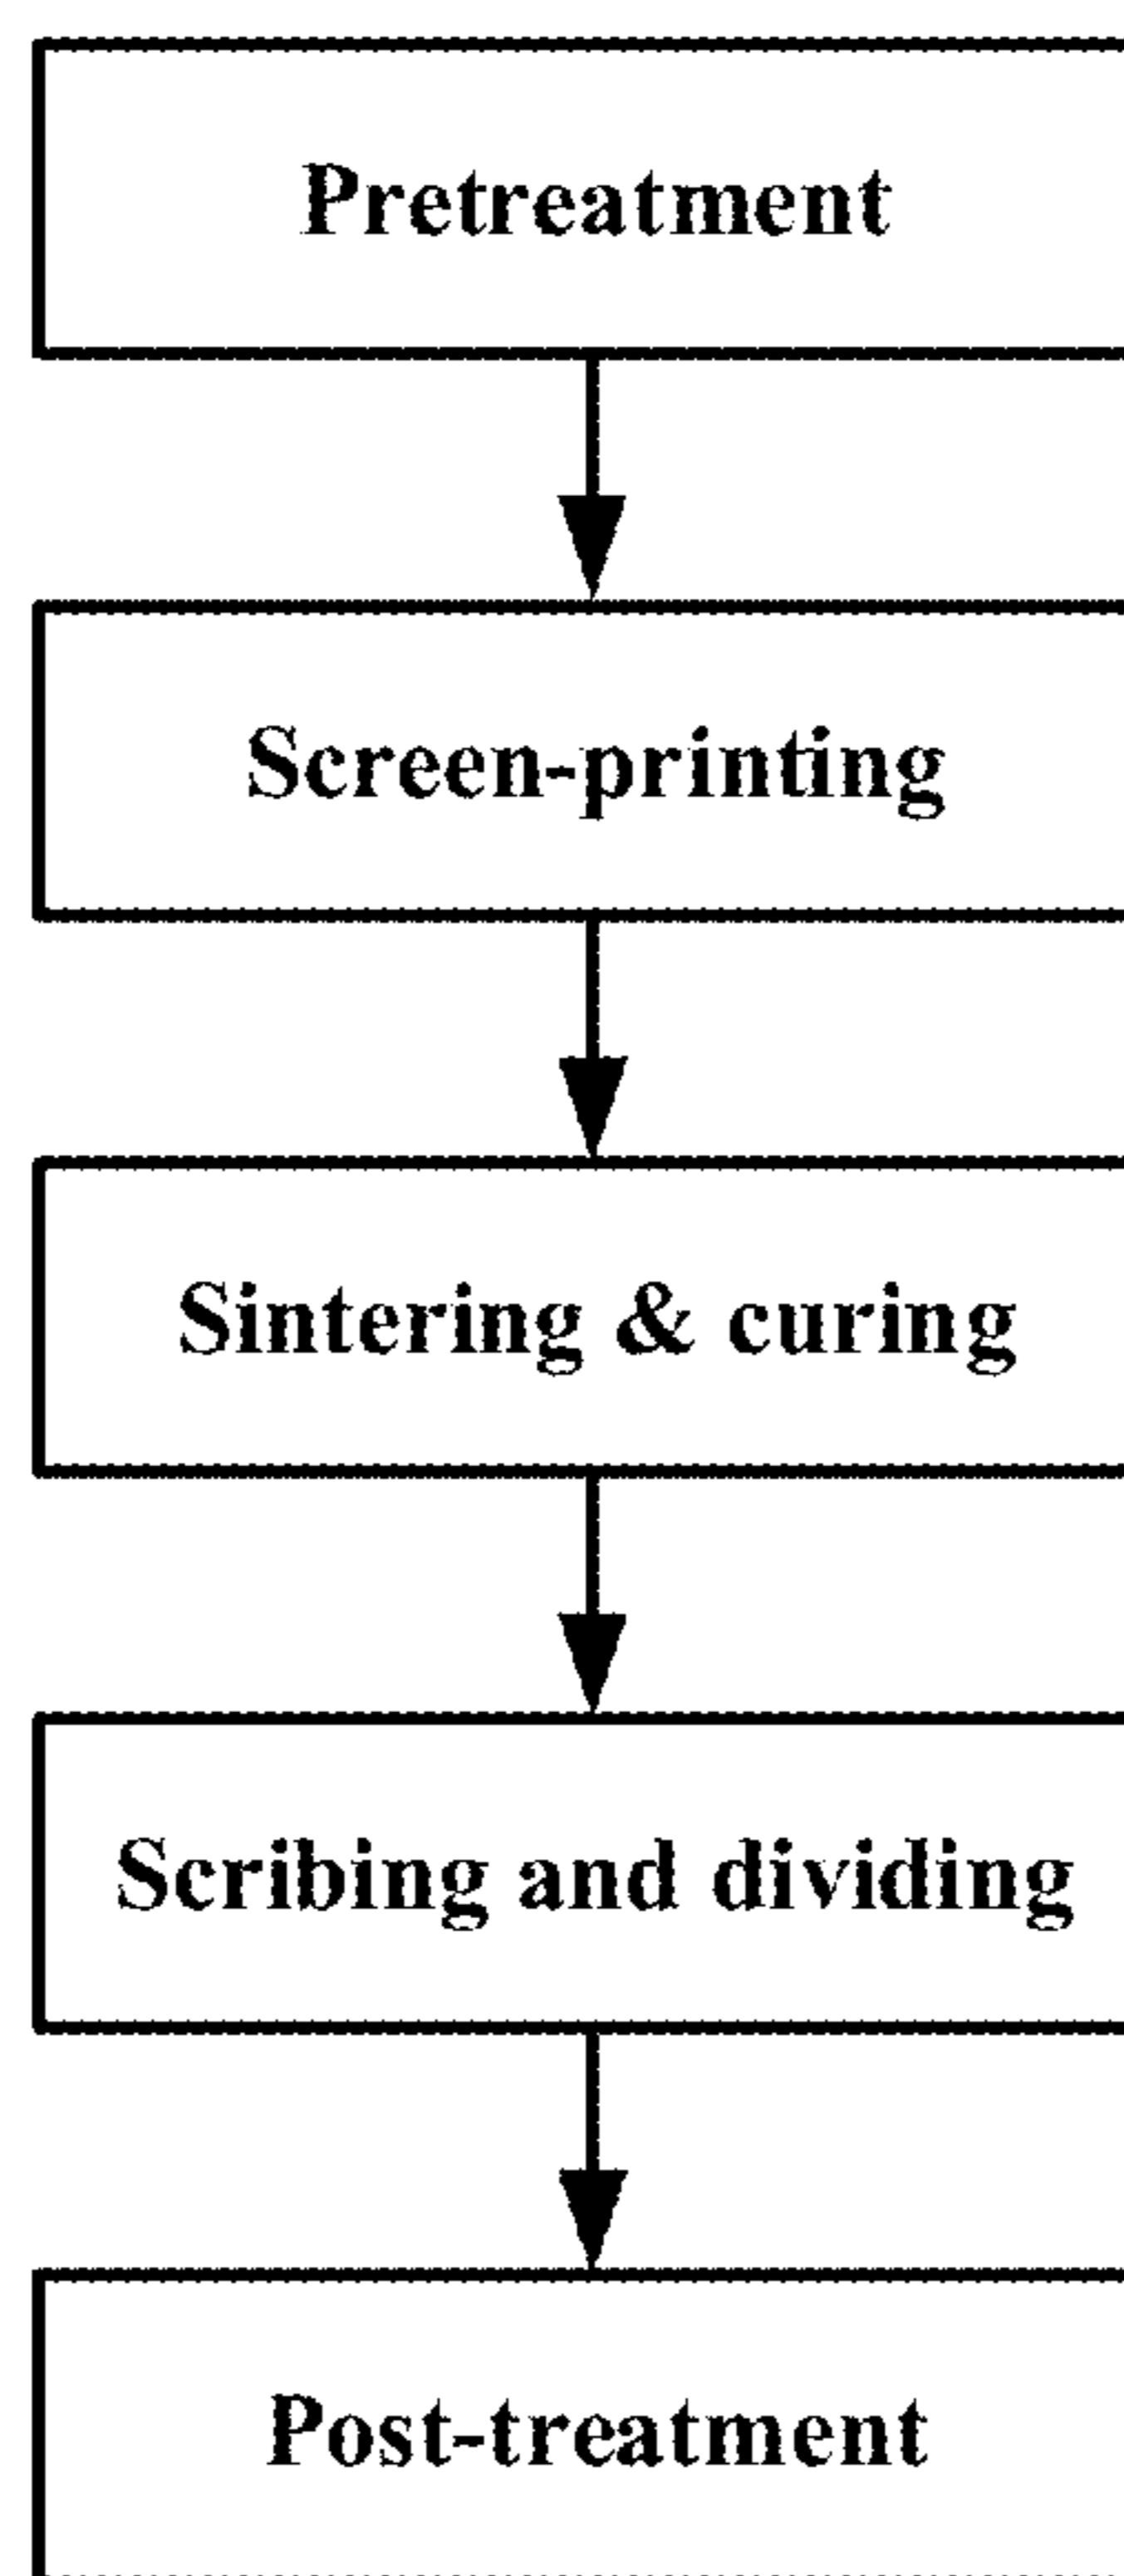 Pretreatment
Screen-printing
Sintering & curing
Scribing and dividing
Post-treatment